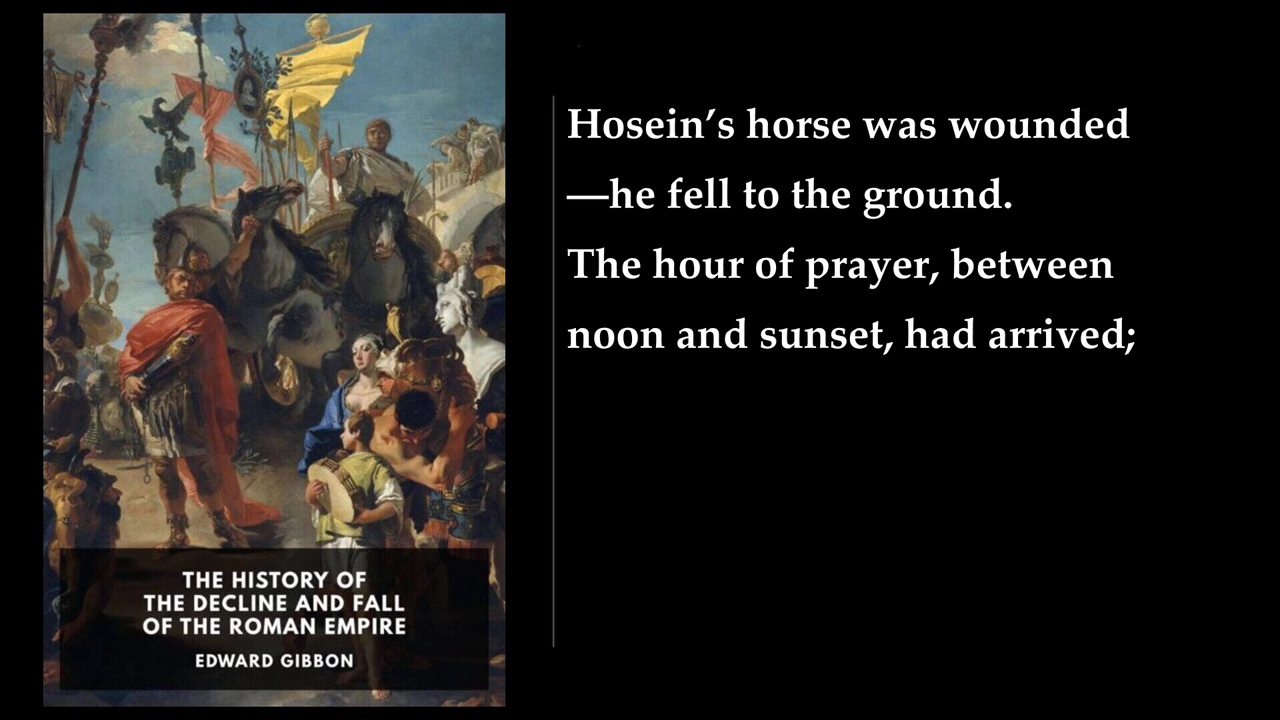 Hosein’s horse was wounded
—he fell to the ground.
The hour of prayer, between
noon and sunset, had arrived;
THE HISTORY OF
THE DECLINE AND FALL
OF THE ROMAN EMPIRE
EDWARD GIBBON